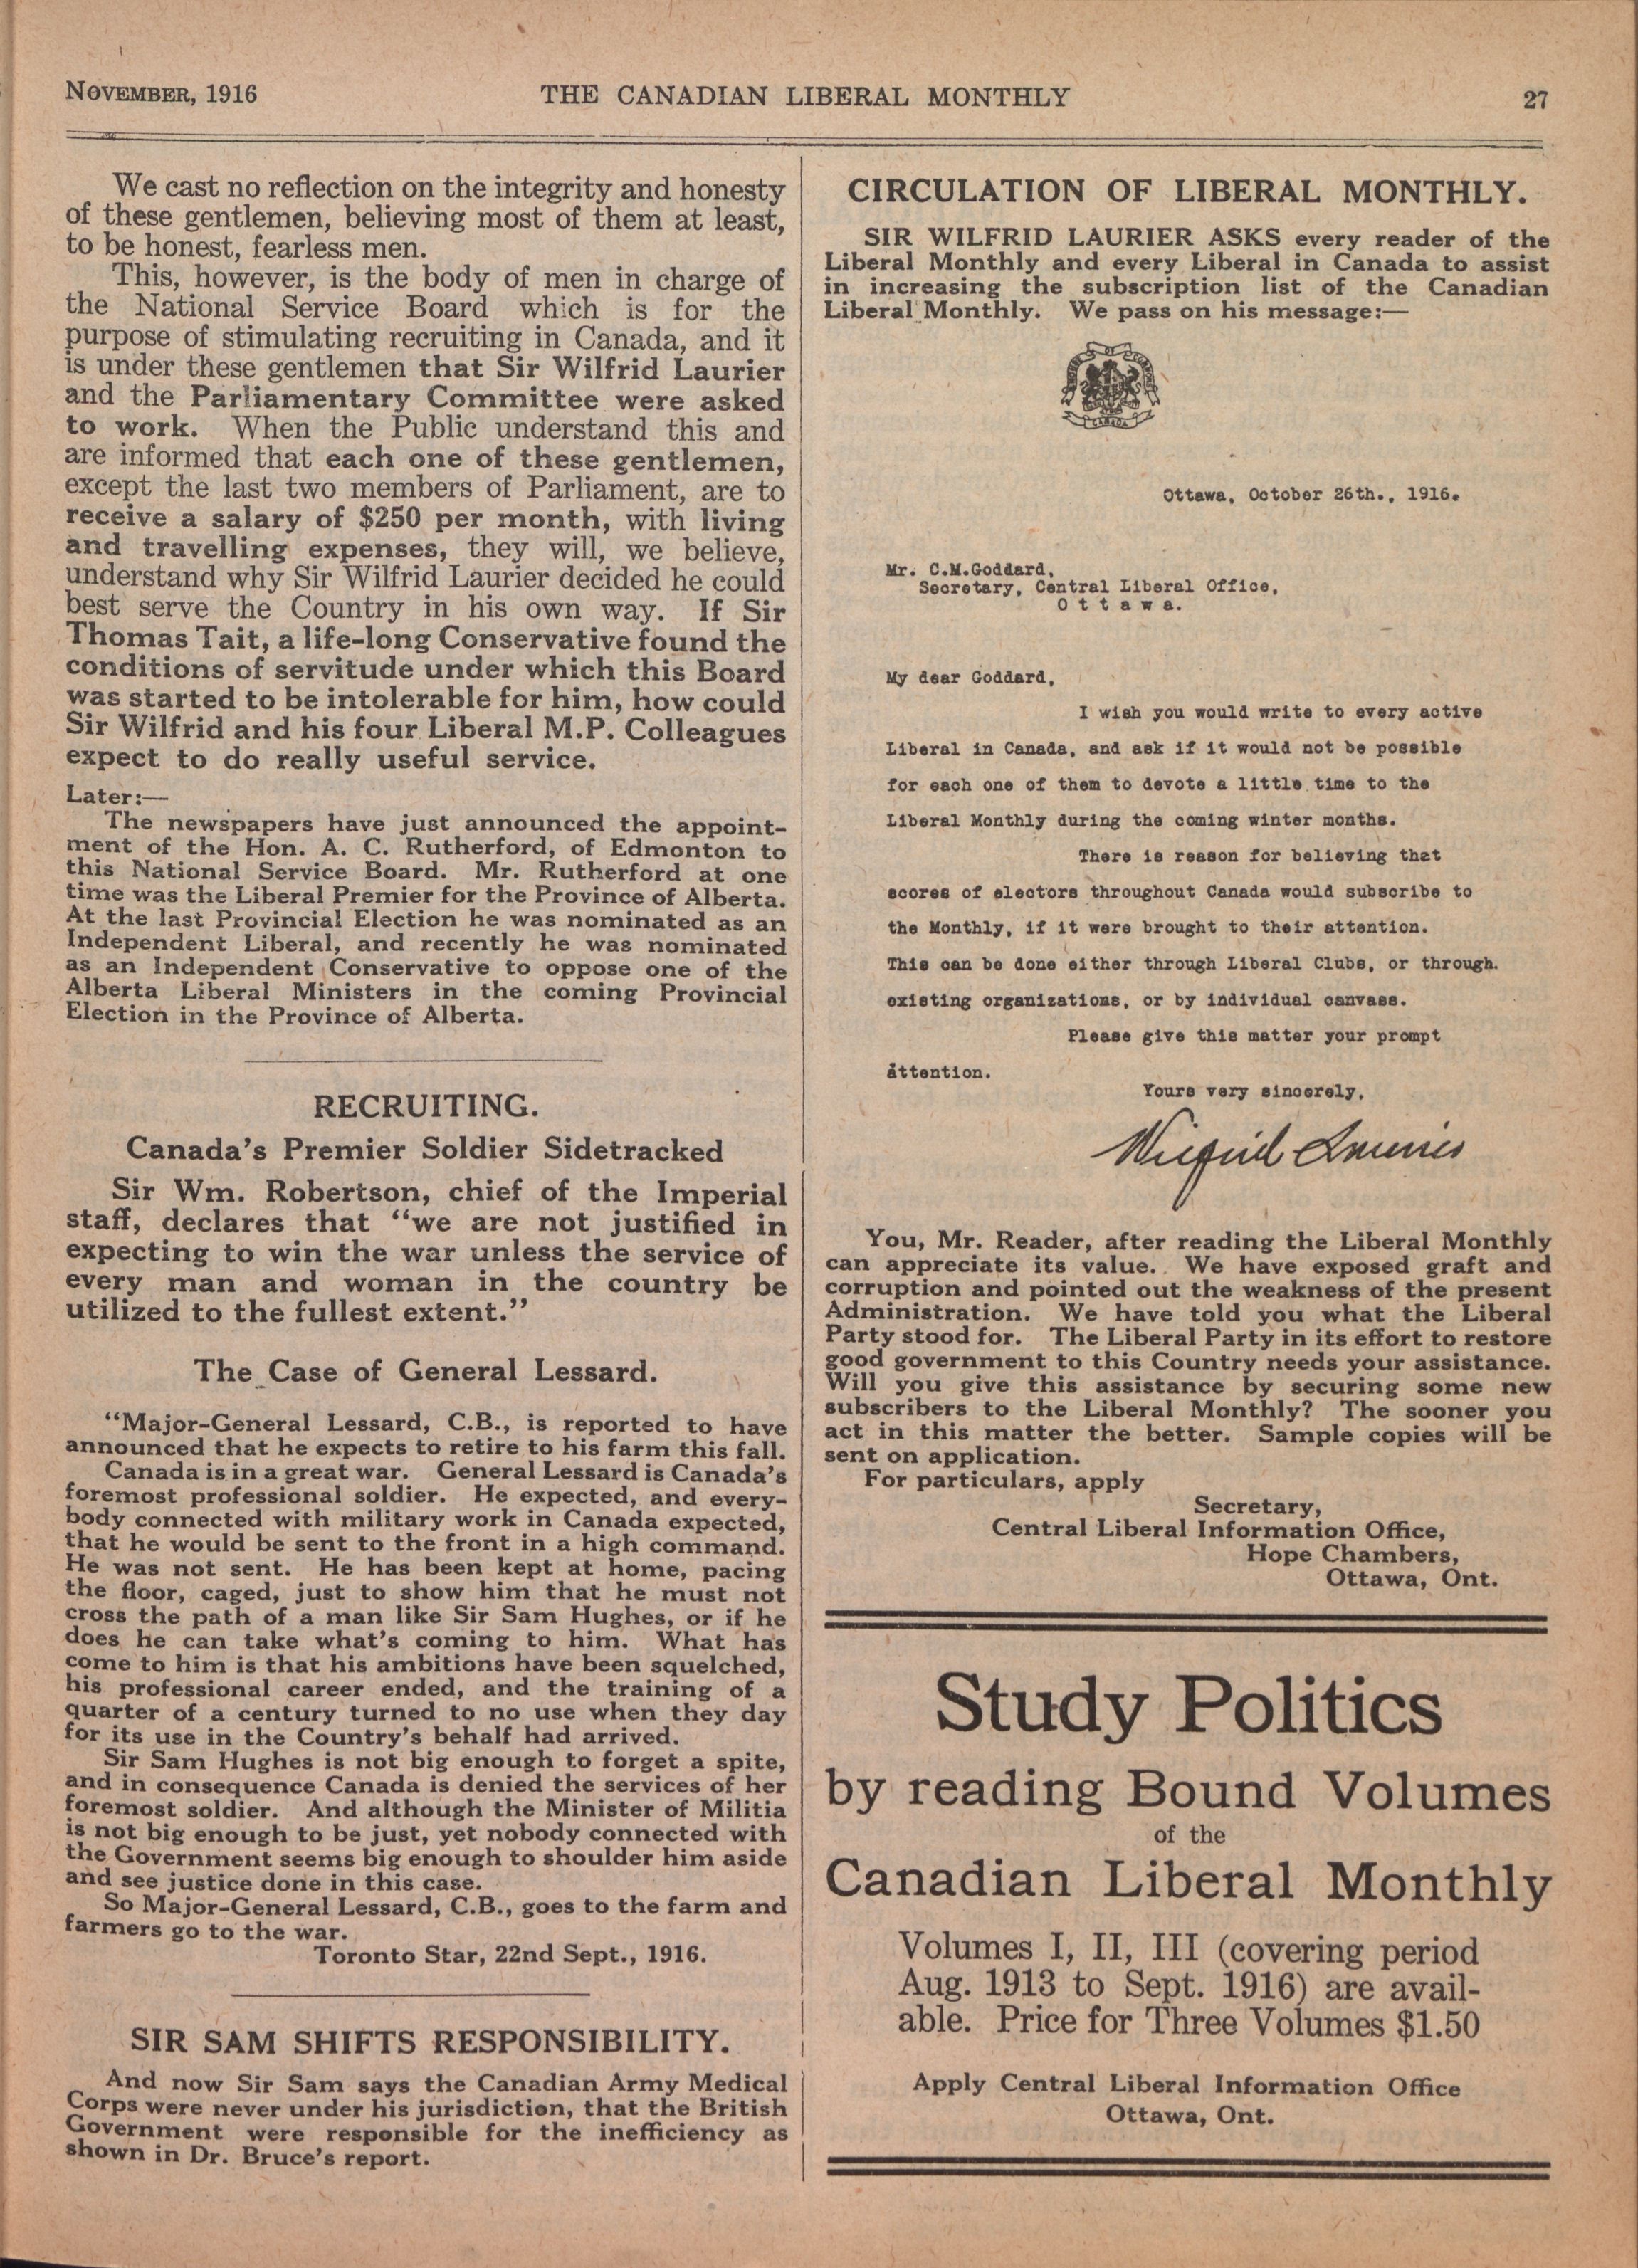 NOVEMBER, 1916
THE CANADIAN LIBERAL MONTHLY
27
We cast no reflection on the integrity and honesty
of these gentlemen, believing most of them at least,
to be honest, fearless men.
This, however, is the body of men in charge of
the National Service Board which is for the
purpose of stimulating recruiting in Canada, and it
is under these gentlemen that Sir Wilfrid Laurier
and the Parliamentary Committee were asked
to work. When the Public understand this and
are informed that each one of these gentlemen,
except the last two members of Parliament, are to
receive a salary of $250 per month, with living
and travelling expenses, they will, we believe,
understand why Sir Wilfrid Laurier decided he could
best serve the Country in his own way. If Sir
Thomas Tait, a life-long Conservative found the
conditions of servitude under which this Board
was started to be intolerable for him, how could
Sir Wilfrid and his four Liberal M.P. Colleagues
expect to do really useful service.
Later:—
The newspapers have just announced the appoint-
ment of the Hon. A. C. Rutherford, of Edmonton to
this National Service Board. Mr. Rutherford at one
time was the Liberal Premier for the Province of Alberta.
At the last Provincial Election he was nominated as an
Independent Liberal, and recently he was nominated
as an Independent Conservative to oppose one of the
Alberta Liberal Ministers in the coming Provincial
Election in the Province of Alberta.
RECRUITING.
Canada's Premier Soldier Sidetracked
Sir Wm. Robertson, chief of the Imperial
staff, declares that "we are not justified in
expecting to win the war unless the service of
every man and woman in the country be
utilized to the fullest extent."
The Case of General Lessard.
"Major-General Lessard, C.B., is reported to have
announced that he expects to retire to his farm this fall.
Canada is in a great war. General Lessard is Canada's
foremost professional soldier. He expected, and every-
body connected with military work in Canada expected,
that he would be sent to the front in a high command.
He was not sent. He has been kept at home, pacing
the floor, caged, just to show him that he must not
cross the path of a man like Sir Sam Hughes, or if he
does he can take what's coming to him. What has
come to him is that his ambitions have been squelched,
his professional career ended, and the training of a
quarter of a century turned to no use when they day
for its use in the Country's behalf had arrived.
Sir Sam Hughes is not big enough to forget a spite,
and in consequence Canada is denied the services of her
foremost soldier. And although the Minister of Militia
is not big enough to be just, yet nobody connected with
the Government seems big enough to shoulder him aside
and see justice done in this case.
So Major-General Lessard, C.B., goes to the farm and
farmers go to the war.
Toronto Star, 22nd Sept., 1916.
SIR SAM SHIFTS RESPONSIBILITY.
And now Sir Sam says the Canadian Army Medical
Corps were never under his jurisdiction, that the British
Government were responsible for the inefficiency as
shown in Dr. Bruce's report.
CIRCULATION OF LIBERAL MONTHLY.
SIR WILFRID LAURIER ASKS every reader of the
Liberal Monthly and every Liberal in Canada to assist
in increasing the subscription list of the Canadian
Liberal Monthly. We pass on his message:—
CANADA
Ottawa, October 26th., 1916.
Mr. C.M.Goddard,
Secretary, Central Liberal Office,
Ottawa.
My dear Goddard,
I wish you would write to every active
Liberal in Canada, and ask if it would not be possible
for each one of them to devote a little time to the
Liberal Monthly during the coming winter months.
There is reason for believing that
scores of electors throughout Canada would subscribe to
the Monthly, if it were brought to their attention.
This can be done either through Liberal Clubs, or through.
existing organizations, or by individual canvass.
Please give this matter your prompt
attention.
Yours very sincerely,
Wilfrid Laurier
You, Mr. Reader, after reading the Liberal Monthly
can appreciate its value. We have exposed graft and
corruption and pointed out the weakness of the present
Administration. We have told you what the Liberal
Party stood for. The Liberal Party in its effort to restore
good government to this Country needs your assistance.
Will you give this assistance by securing some new
subscribers to the Liberal Monthly? The sooner you
act in this matter the better. Sample copies will be
sent on application.
For particulars, apply
Secretary,
Central Liberal Information Office,
Hope Chambers,
Ottawa, Ont.
Study Politics
by reading Bound Volumes
of the
Canadian Liberal Monthly
Volumes I, II, III (covering period
Aug. 1913 to Sept. 1916) are avail-
able. Price for Three Volumes $1.50
Apply Central Liberal Information Office
Ottawa, Ont.